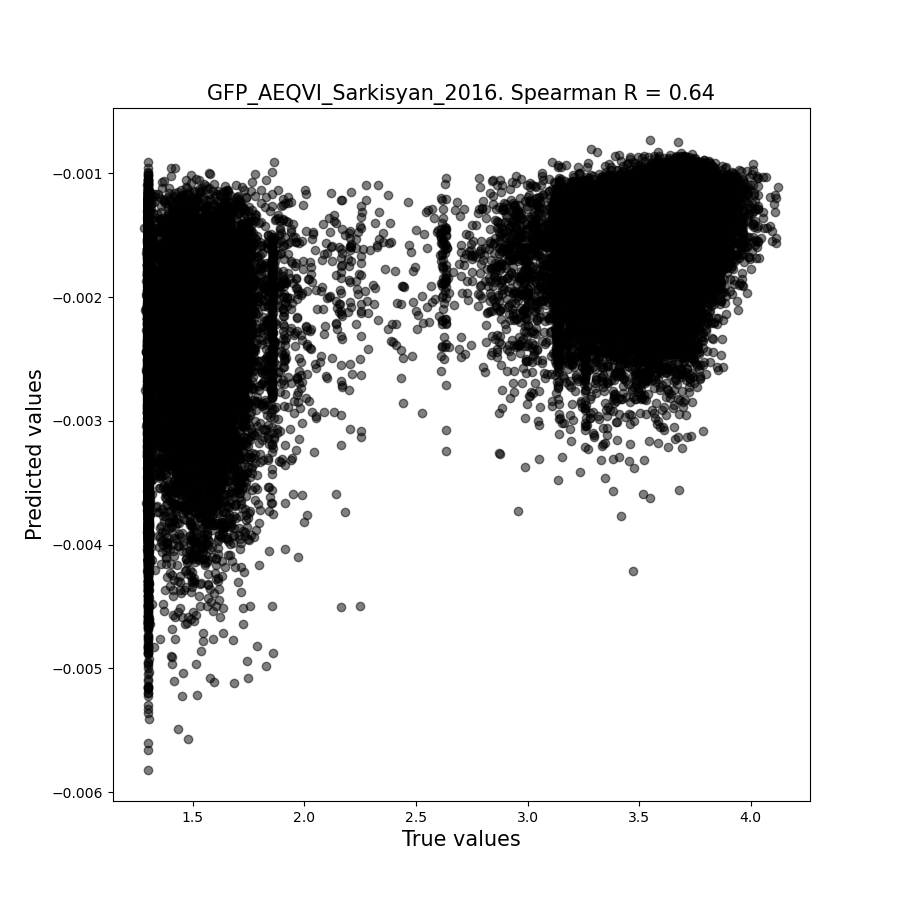 GFP_AEQVI_Sarkisyan_2016. Spearman R = 0.64
Predicted values
−0.001
−0.002
−0.003
−0.004
−0.005
−0.006
1.5 2.0 2.5 3.0 3.5 4.0
True values